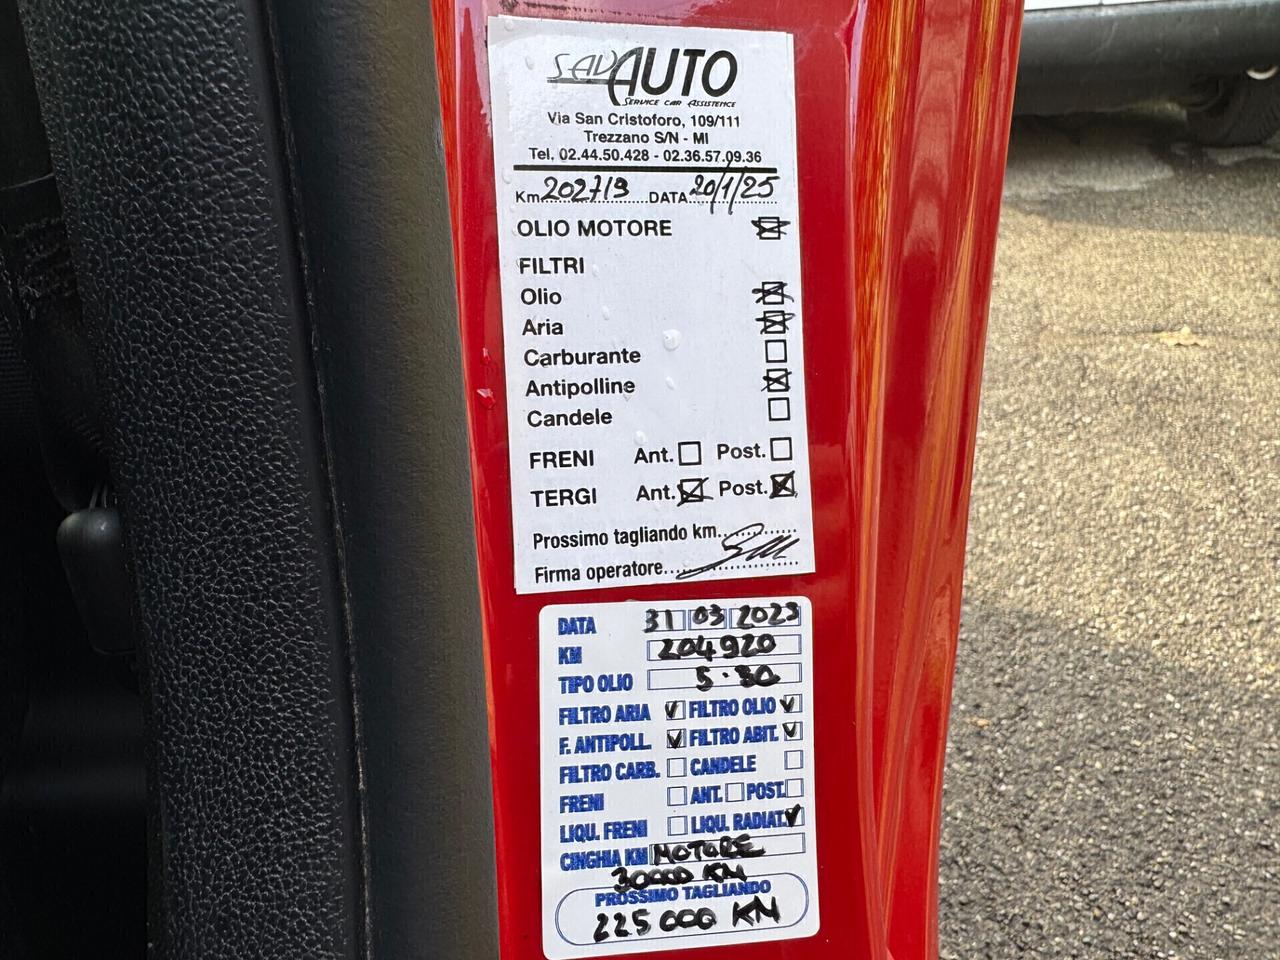 SAVAUTO
SERVICE CAR ASSISTENCE
Via San Cristoforo, 109/111
Trezzano S/N - MI
Tel. 02.44.50.428 - 02.36.57.09.36
Km 202719 DATA 20/1/25
OLIO MOTORE
FILTRI
Olio
Aria
Carburante
Antipolline
Candele
FRENI Ant. Post.
TERGI Ant. Post.
Prossimo tagliando km
Firma operatore
DATA 31 03 2023
KM 204920
TIPO OLIO 5·30
FILTRO ARIA FILTRO OLIO
F. ANTIPOLL. FILTRO ABIT.
FILTRO CARB. CANDELE
FRENI ANT. POST.
LIQU. FRENI LIQU. RADIAT.
CINGHIA KM MOTORE
30000 KM
PROSSIMO TAGLIANDO
225000 KM